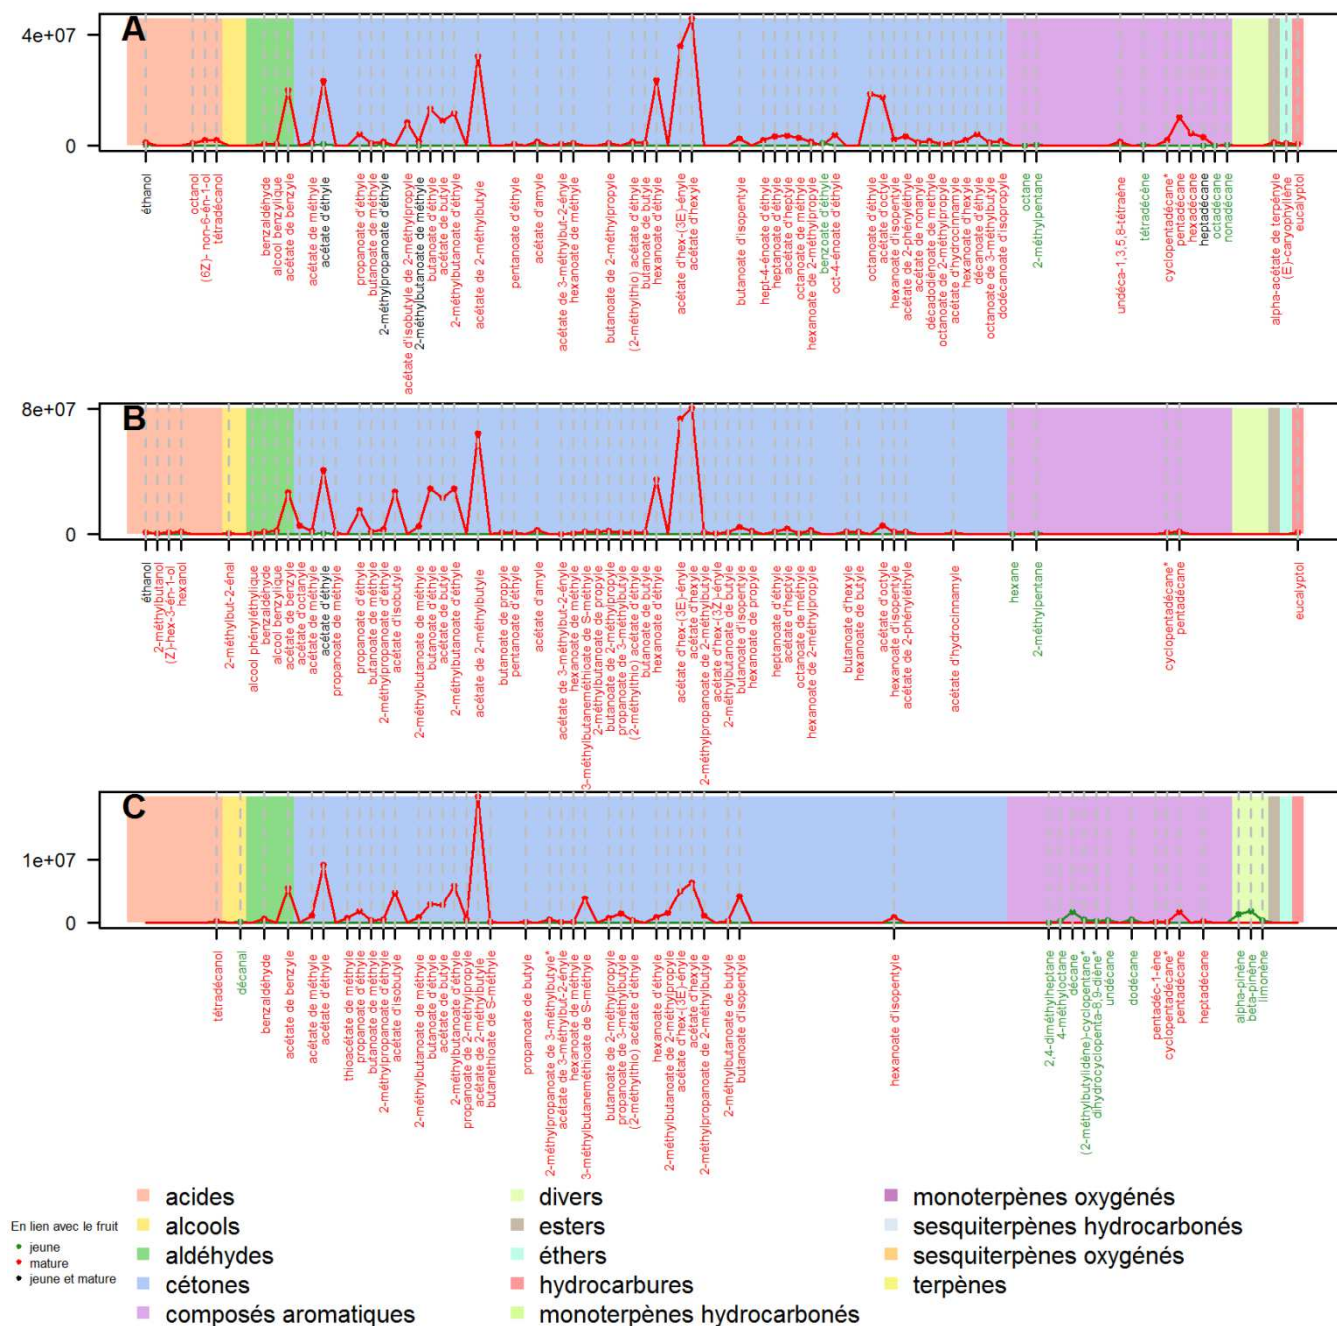 A
4e+07
0
éthanol
octanol
(6Z)- non-6-én-1-ol
tétradécanol
benzaldéhyde
alcool benzylique
acétate de benzyle
acétate de méthyle
acétate d'éthyle
propanoate d'éthyle
butanoate de méthyle
2-méthylpropanoate d'éthyle
acétate d'isobutyle de 2-méthylpropyle
2-méthylbutanoate de méthyle
butanoate d'éthyle
acétate de butyle
2-méthylbutanoate d'éthyle
acétate de 2-méthylbutyle
pentanoate d'éthyle
acétate d'amyle
acétate de 3-méthylbut-2-ényle
hexanoate de méthyle
butanoate de 2-méthylpropyle
(2-méthylthio) acétate d'éthyle
butanoate de butyle
hexanoate d'éthyle
acétate d'hex-(3E)-ényle
acétate d'hexyle
butanoate d'isopentyle
hept-4-énoate d'éthyle
heptanoate d'éthyle
acétate d'heptyle
octanoate de méthyle
hexanoate de 2-méthylpropyle
benzoate d'éthyle
oct-4-énoate d'éthyle
octanoate d'éthyle
acétate d'octyle
hexanoate d'isopentyle
acétate de 2-phényléthyle
acétate de nonanyle
décadodiénoate de méthyle
octanoate de 2-méthylpropyle
acétate d'hydrocinnamyle
hexanoate d'hexyle
décanoate d'éthyle
octanoate de 3-méthylbutyle
dodécanoate d'isopropyle
octane
2-méthylpentane
undéca-1,3,5,8-tétraène
tétradécène
cyclopentadécane*
pentadécane
hexadécane
heptadécane
octadécane
nonadécane
alpha-acétate de terpényle
(E)-caryophyllène
eucalyptol
B
8e+07
0
éthanol
2-méthylbutanol
(Z)-hex-3-èn-1-ol
hexanol
2-méthylbut-2-énal
alcool phényléthylique
benzaldéhyde
alcool benzylique
acétate de benzyle
acétate d'octanyle
acétate de méthyle
acétate d'éthyle
propanoate de méthyle
propanoate d'éthyle
butanoate de méthyle
2-méthylpropanoate d'éthyle
acétate d'isobutyle
2-méthylbutanoate de méthyle
butanoate d'éthyle
acétate de butyle
2-méthylbutanoate d'éthyle
acétate de 2-méthylbutyle
butanoate de propyle
pentanoate d'éthyle
acétate d'amyle
acétate de 3-méthylbut-2-ényle
hexanoate de méthyle
3-méthylbutaneméthioate de S-méthyle
2-méthylbutanoate de propyle
butanoate de 2-méthylpropyle
propanoate de 3-méthylbutyle
(2-méthylthio) acétate d'éthyle
butanoate de butyle
hexanoate d'éthyle
acétate d'hex-(3E)-ényle
acétate d'hexyle
2-méthylpropanoate de 2-méthylbutyle
acétate d'hex-(3Z)-ényle
2-méthylbutanoate de butyle
butanoate d'isopentyle
hexanoate de propyle
heptanoate d'éthyle
acétate d'heptyle
octanoate de méthyle
hexanoate de 2-méthylpropyle
butanoate d'hexyle
hexanoate de butyle
acétate d'octyle
hexanoate d'isopentyle
acétate de 2-phényléthyle
acétate d'hydrocinnamyle
hexane
2-méthylpentane
cyclopentadécane*
pentadécane
eucalyptol
C
1e+07
0
tétradécanol
décanal
benzaldéhyde
acétate de benzyle
acétate de méthyle
acétate d'éthyle
thioacétate de méthyle
propanoate d'éthyle
butanoate de méthyle
2-méthylpropanoate d'éthyle
acétate d'isobutyle
2-méthylbutanoate de méthyle
butanoate d'éthyle
acétate de butyle
2-méthylbutanoate d'éthyle
propanoate de 2-méthylpropyle
acétate de 2-méthylbutyle
butanethioate de S-méthyle
propanoate de butyle
2-méthylpropanoate de 3-méthylbutyle*
acétate de 3-méthylbut-2-ényle
hexanoate de méthyle
3-méthylbutaneméthioate de S-méthyle
butanoate de 2-méthylpropyle
propanoate de 3-méthylbutyle
(2-méthylthio) acétate d'éthyle
hexanoate d'éthyle
2-méthylbutanoate de 2-méthylpropyle
acétate d'hex-(3E)-ényle
acétate d'hexyle
2-méthylpropanoate de 2-méthylbutyle
2-méthylbutanoate de butyle
butanoate d'isopentyle
hexanoate d'isopentyle
2,4-diméthylheptane
4-méthyloctane
décane
(2-méthylbutylidène)-cyclopentane*
dihydrocyclopenta-8,9-diène*
undécane
dodécane
pentadéc-1-ène
cyclopentadécane*
pentadécane
heptadécane
alpha-pinène
beta-pinène
limonène
En lien avec le fruit
jeune
mature
jeune et mature
acides
alcools
aldéhydes
cétones
composés aromatiques
divers
esters
éthers
hydrocarbures
monoterpènes hydrocarbonés
monoterpènes oxygénés
sesquiterpènes hydrocarbonés
sesquiterpènes oxygénés
terpènes